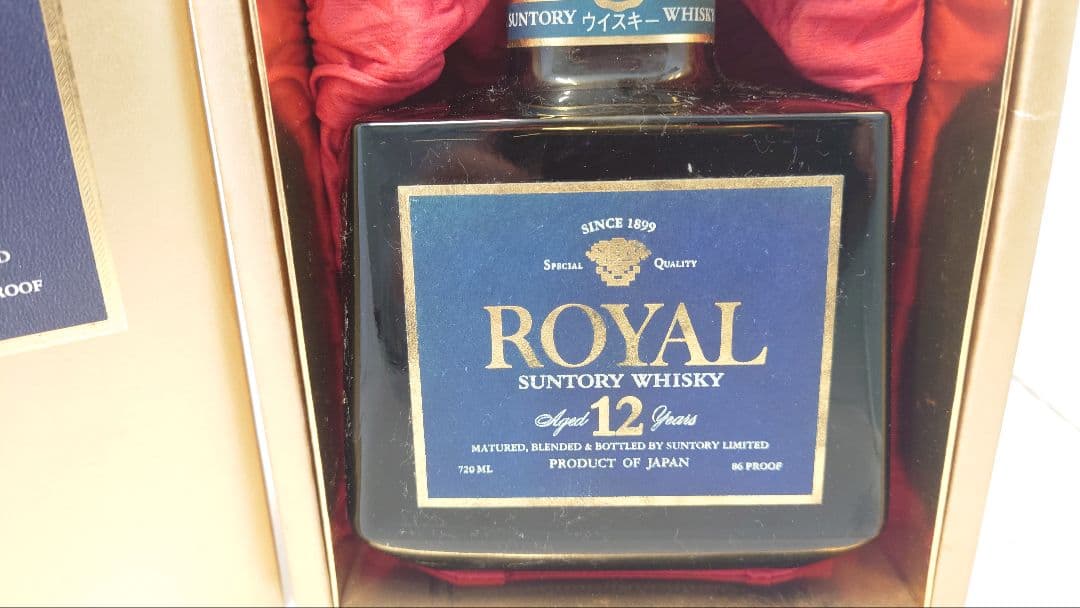 SUNTORY ウイスキー WHISKY
SINCE 1899
SPECIAL QUALITY
ROYAL
SUNTORY WHISKY
Aged 12 Years
MATURED, BLENDED & BOTTLED BY SUNTORY LIMITED
720 ML PRODUCT OF JAPAN 86 PROOF